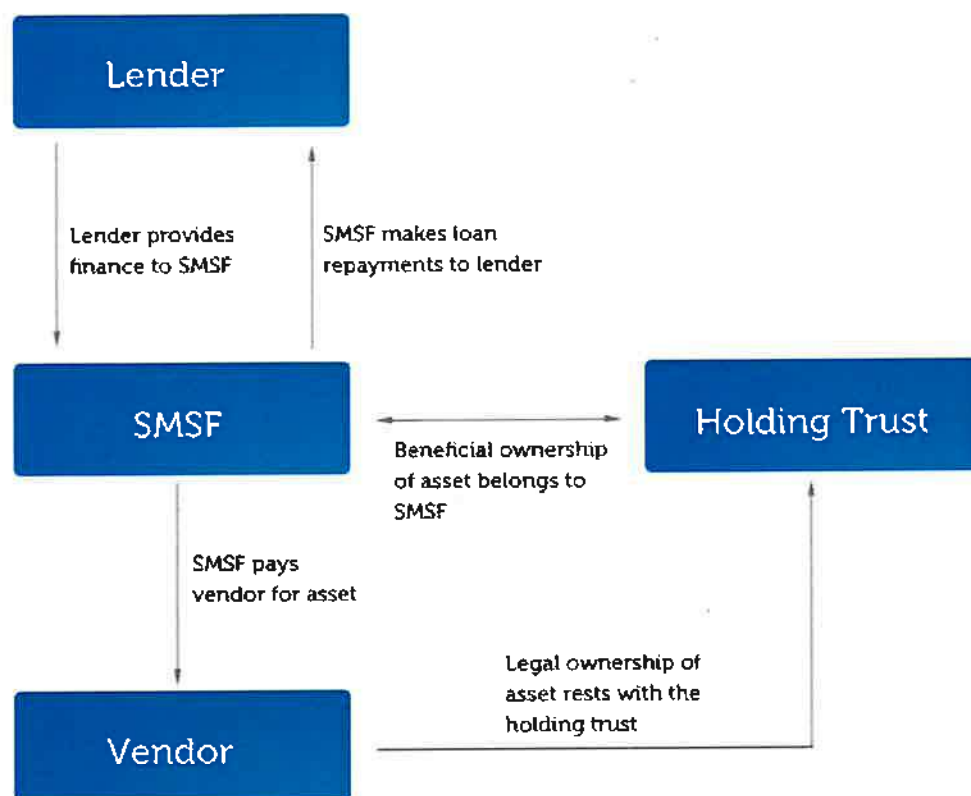 Lender
Lender provides
finance to SMSF
SMSF makes loan
repayments to lender
SMSF
Holding Trust
Beneficial ownership
of asset belongs to
SMSF
SMSF pays
vendor for asset
Legal ownership of
asset rests with the
holding trust
Vendor